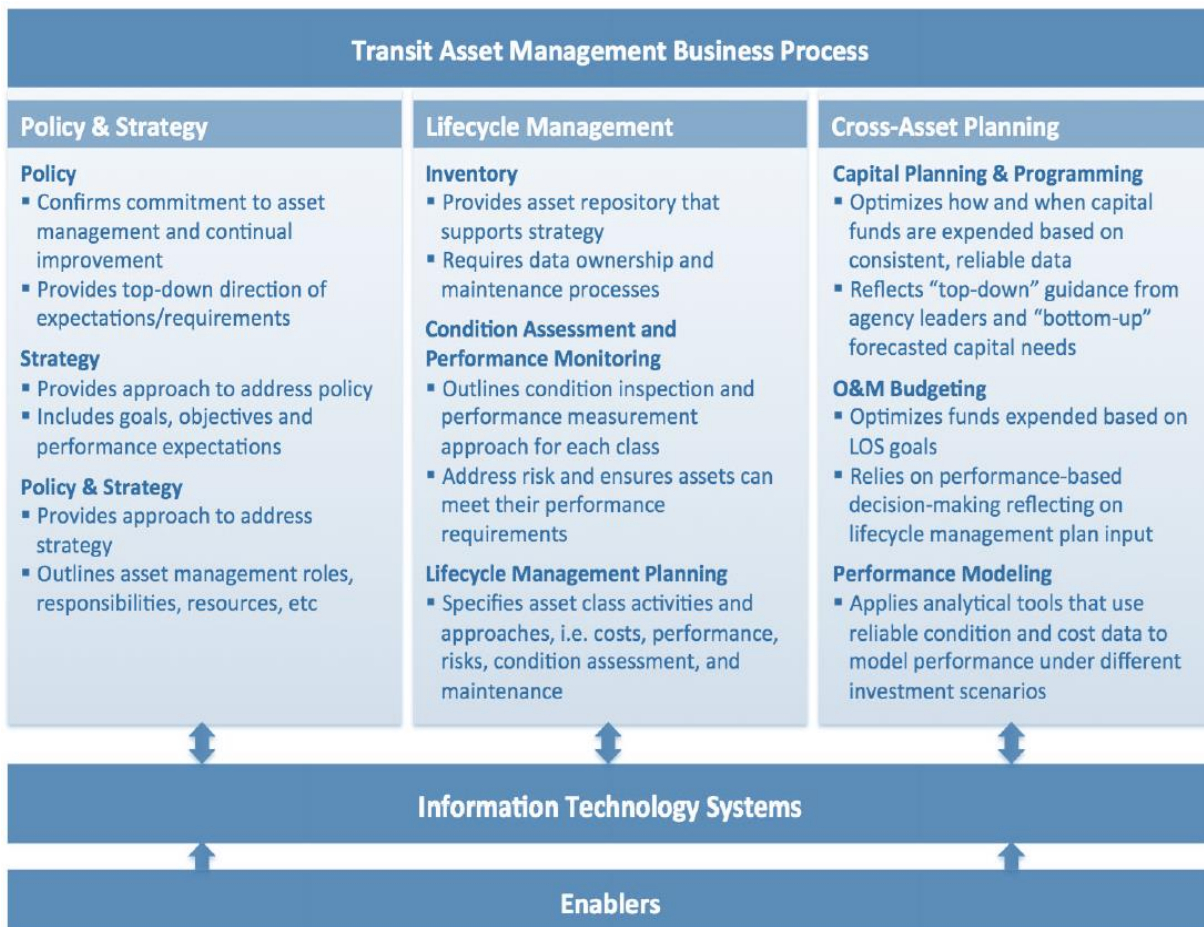 Transit Asset Management Business Process
Policy & Strategy
Policy
▪ Confirms commitment to asset
management and continual
improvement
▪ Provides top-down direction of
expectations/requirements
Strategy
▪ Provides approach to address policy
▪ Includes goals, objectives and
performance expectations
Policy & Strategy
▪ Provides approach to address
strategy
▪ Outlines asset management roles,
responsibilities, resources, etc
Lifecycle Management
Inventory
▪ Provides asset repository that
supports strategy
▪ Requires data ownership and
maintenance processes
Condition Assessment and
Performance Monitoring
▪ Outlines condition inspection and
performance measurement
approach for each class
▪ Address risk and ensures assets can
meet their performance
requirements
Lifecycle Management Planning
▪ Specifies asset class activities and
approaches, i.e. costs, performance,
risks, condition assessment, and
maintenance
Cross-Asset Planning
Capital Planning & Programming
▪ Optimizes how and when capital
funds are expended based on
consistent, reliable data
▪ Reflects “top-down” guidance from
agency leaders and “bottom-up”
forecasted capital needs
O&M Budgeting
▪ Optimizes funds expended based on
LOS goals
▪ Relies on performance-based
decision-making reflecting on
lifecycle management plan input
Performance Modeling
▪ Applies analytical tools that use
reliable condition and cost data to
model performance under different
investment scenarios
Information Technology Systems
Enablers